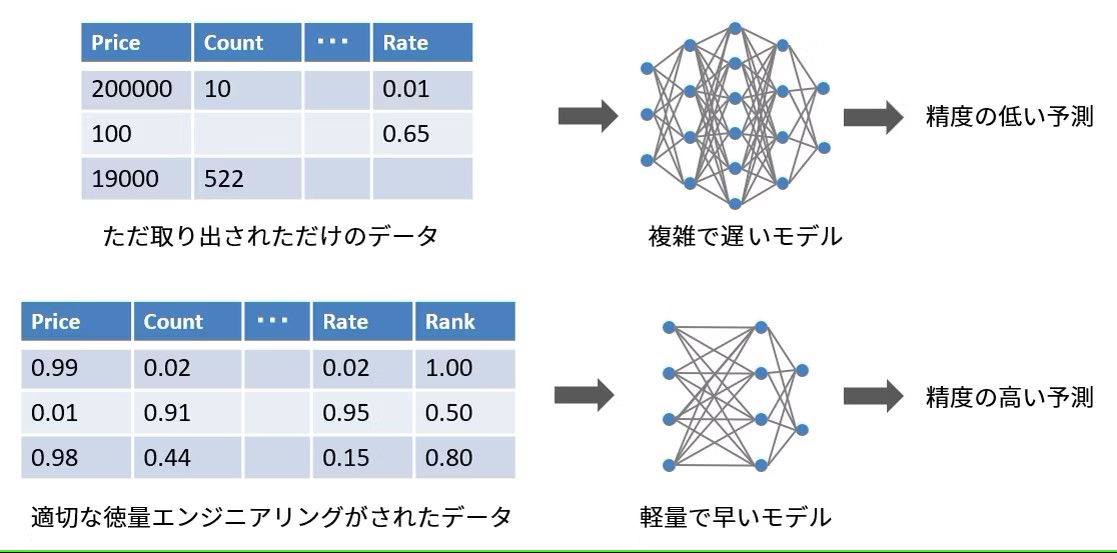 Price Count ・・・ Rate
200000 10 0.01
100 0.65
19000 522
ただ取り出されただけのデータ
複雑で遅いモデル
精度の低い予測
Price Count ・・・ Rate Rank
0.99 0.02 0.02 1.00
0.01 0.91 0.95 0.50
0.98 0.44 0.15 0.80
適切な徳量エンジニアリングがされたデータ
軽量で早いモデル
精度の高い予測